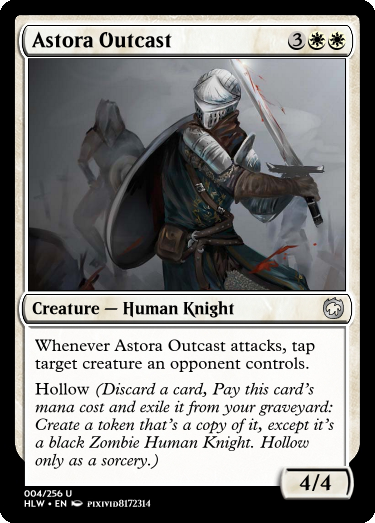 Astora Outcast 3
Creature — Human Knight
Whenever Astora Outcast attacks, tap
target creature an opponent controls.
Hollow (Discard a card, Pay this card's
mana cost and exile it from your graveyard:
Create a token that's a copy of it, except it's
a black Zombie Human Knight. Hollow
only as a sorcery.)
4/4
004/256 U
HLW • EN PIXIVID8172314